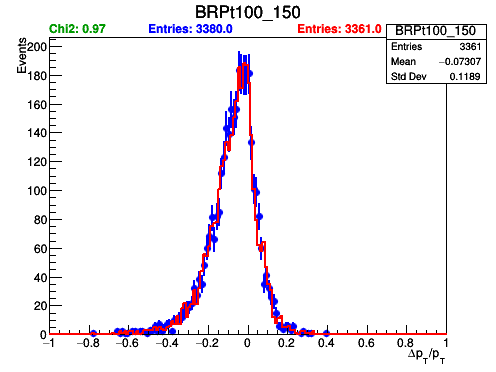 BRPt100_150
Chi2: 0.97 Entries: 3380.0 Entries: 3361.0
BRPt100_150
Entries 3361
Mean −0.07307
Std Dev 0.1189
Events
200
180
160
140
120
100
80
60
40
20
0
−1 −0.8 −0.6 −0.4 −0.2 0 0.2 0.4 0.6 0.8 1
Δp_T/p_T